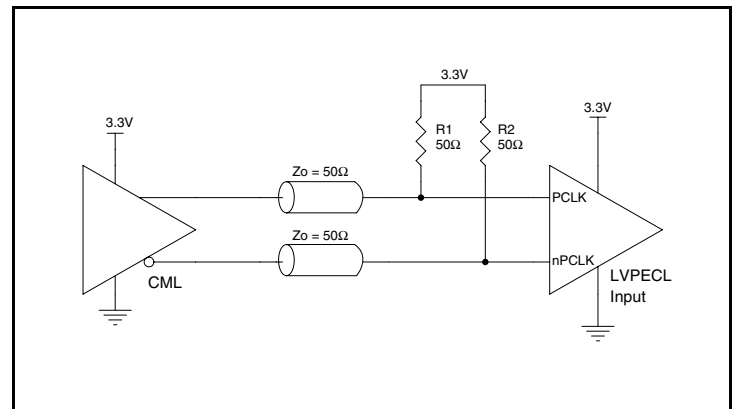 3.3V
3.3V
3.3V
R1
50Ω
R2
50Ω
Zo = 50Ω
PCLK
Zo = 50Ω
nPCLK
CML
LVPECL
Input